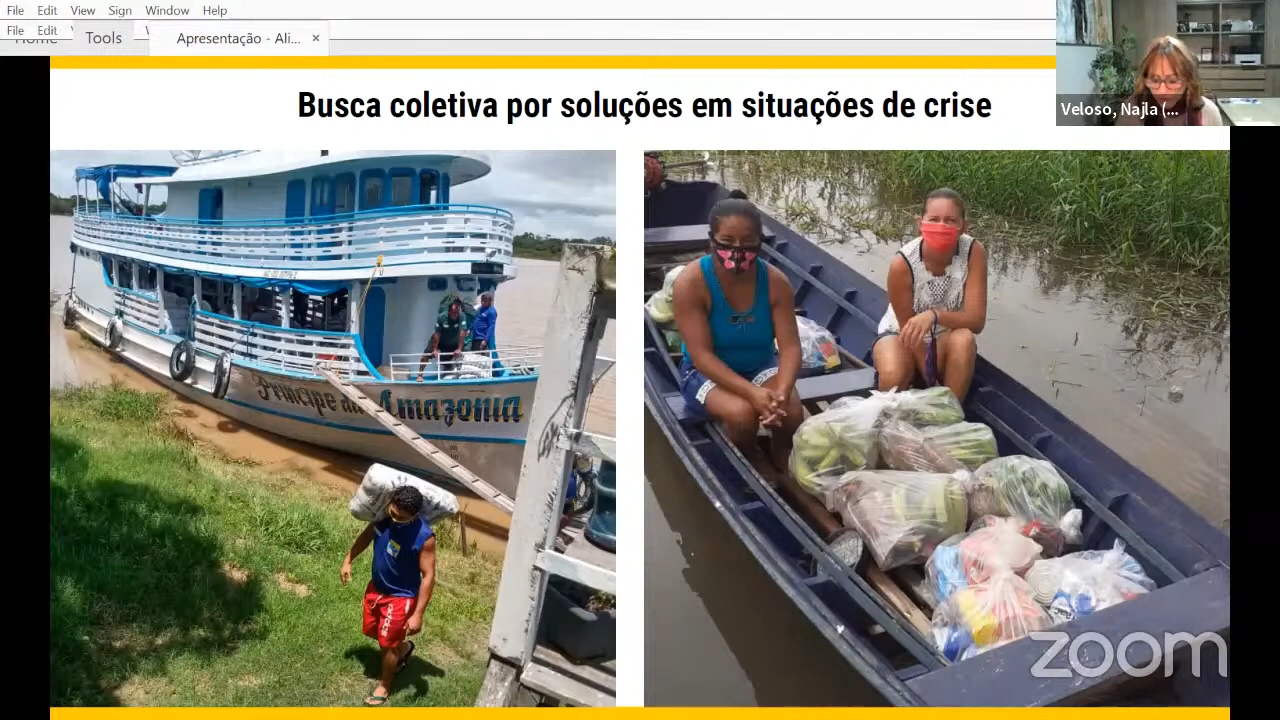 File Edit View Sign Window Help
File Edit V
Home Tools Apresentação - Ali... ×
Busca coletiva por soluções em situações de crise
Veloso, Najla (...
Príncipe da Amazonia
zoom